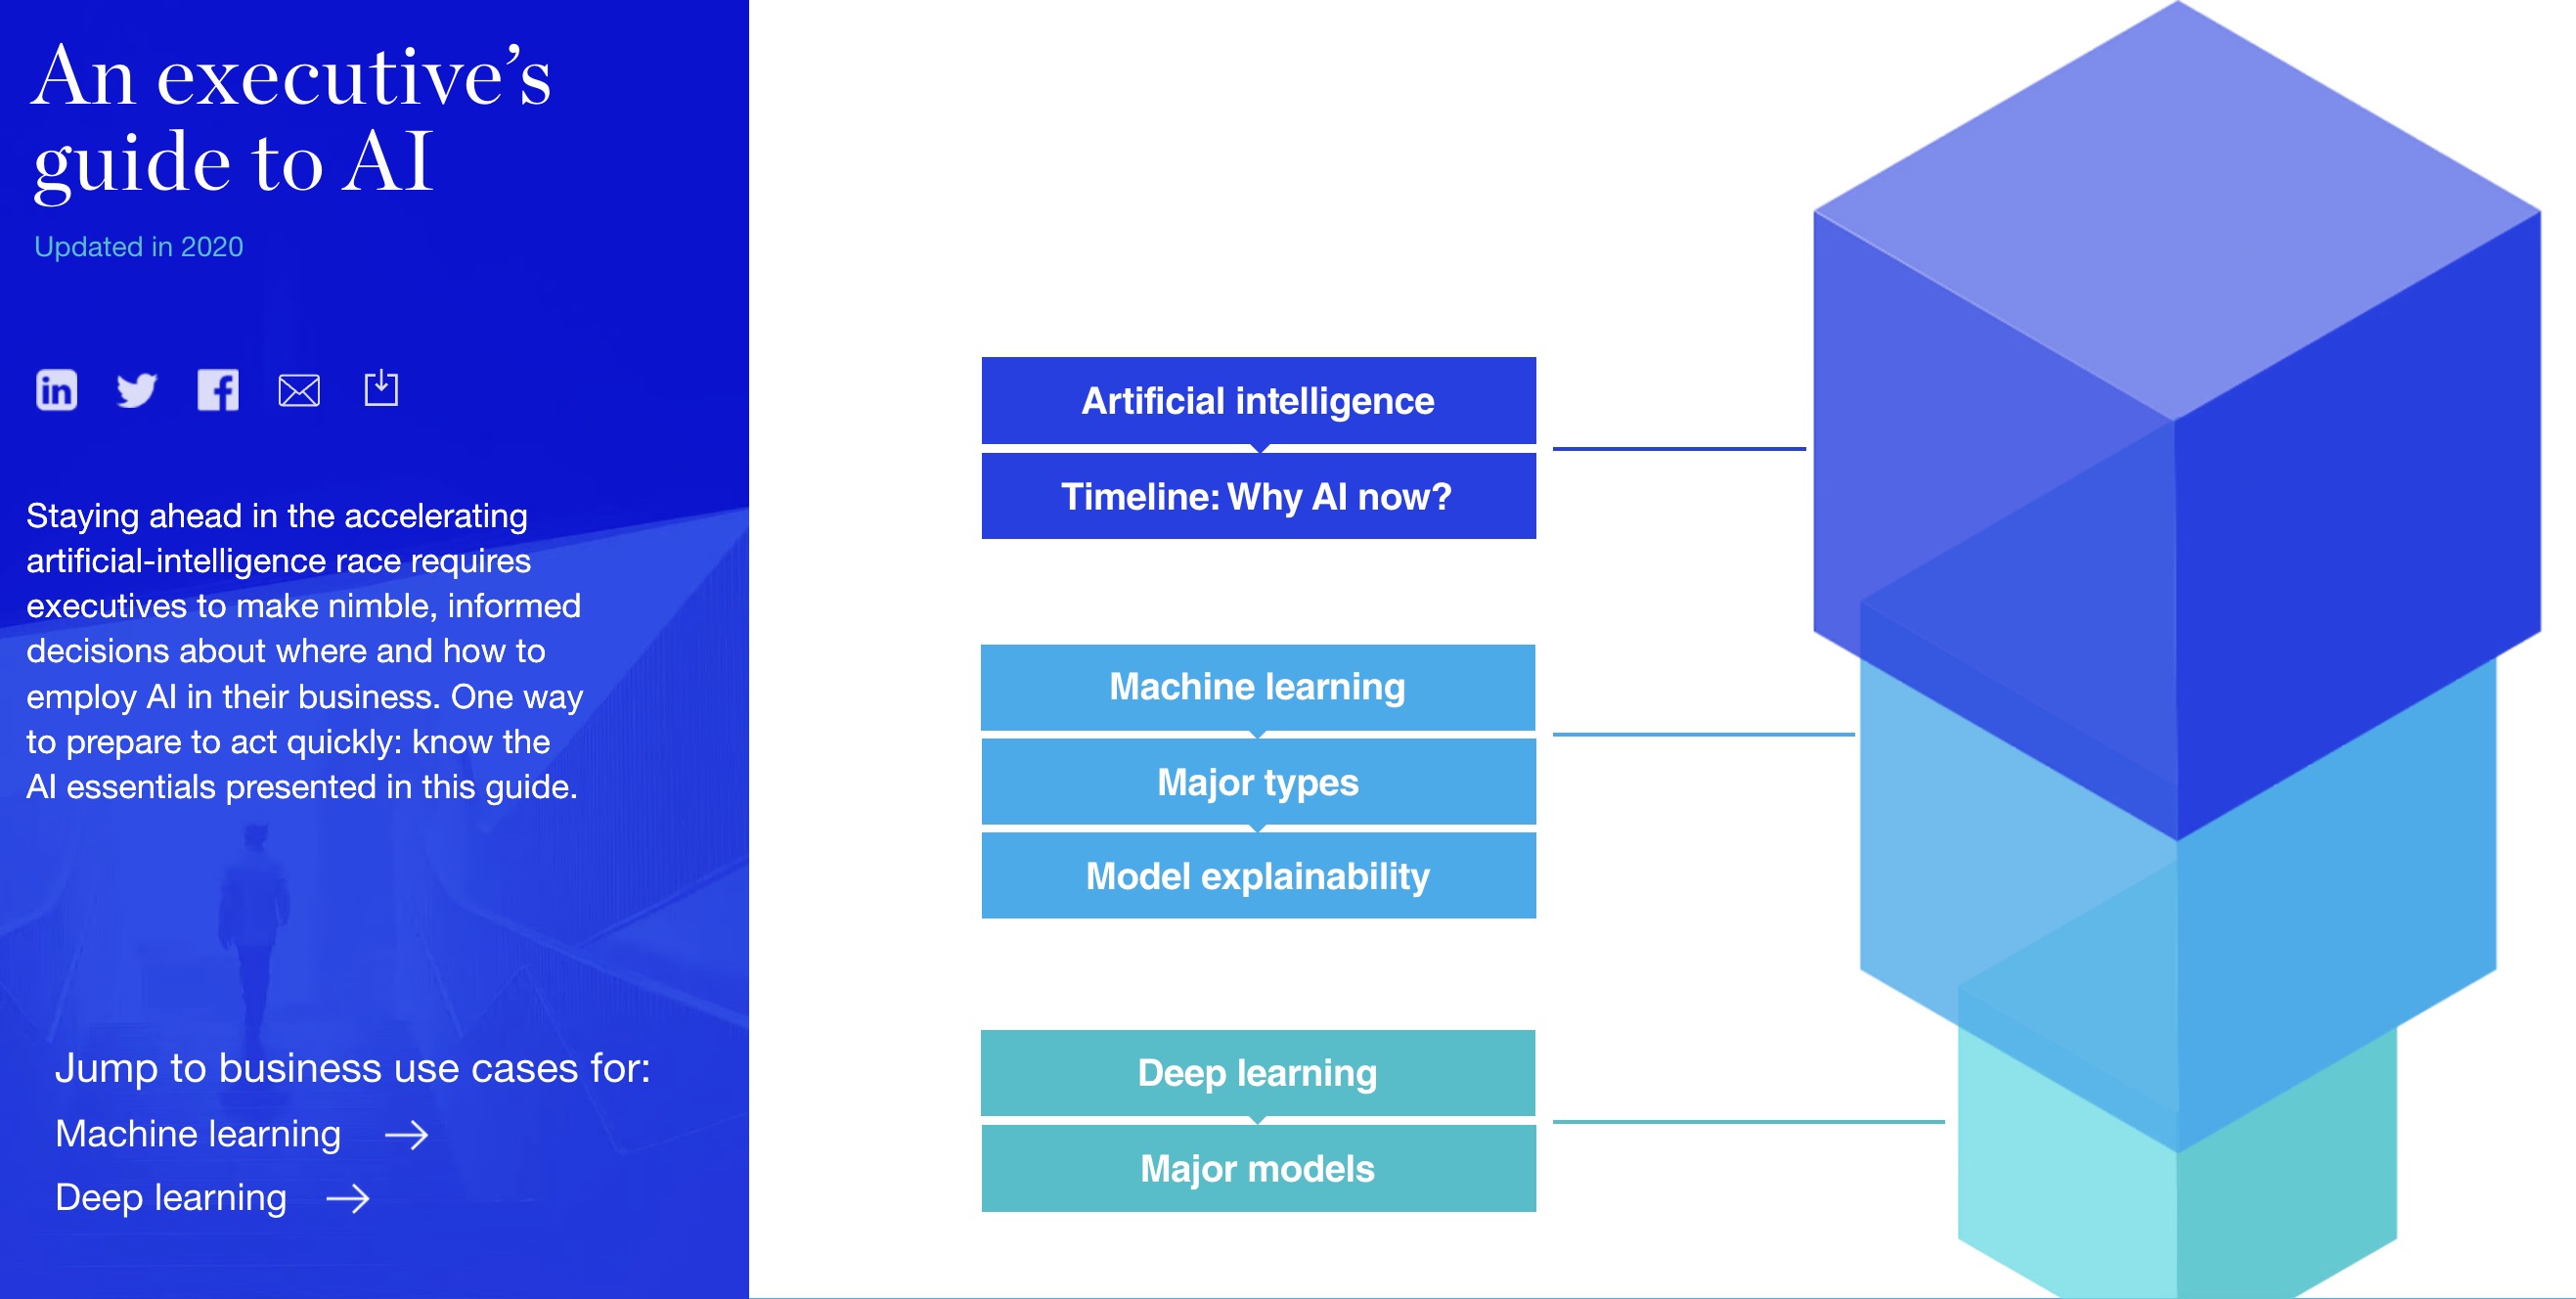 An executive’s
guide to AI
Updated in 2020
in
Staying ahead in the accelerating
artificial-intelligence race requires
executives to make nimble, informed
decisions about where and how to
employ AI in their business. One way
to prepare to act quickly: know the
AI essentials presented in this guide.
Jump to business use cases for:
Machine learning
Deep learning
Artificial intelligence
Timeline: Why AI now?
Machine learning
Major types
Model explainability
Deep learning
Major models